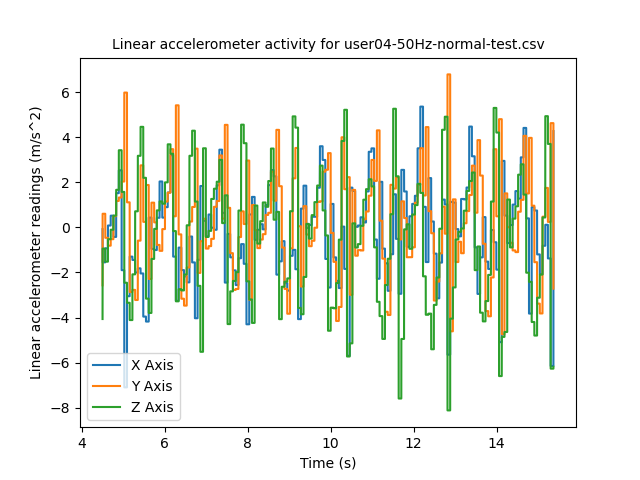 Linear accelerometer activity for user04-50Hz-normal-test.csv
Linear accelerometer readings (m/s^2)
6
4
2
0
−2
−4
−6
−8
X Axis
Y Axis
Z Axis
4
6
8
10
12
14
Time (s)